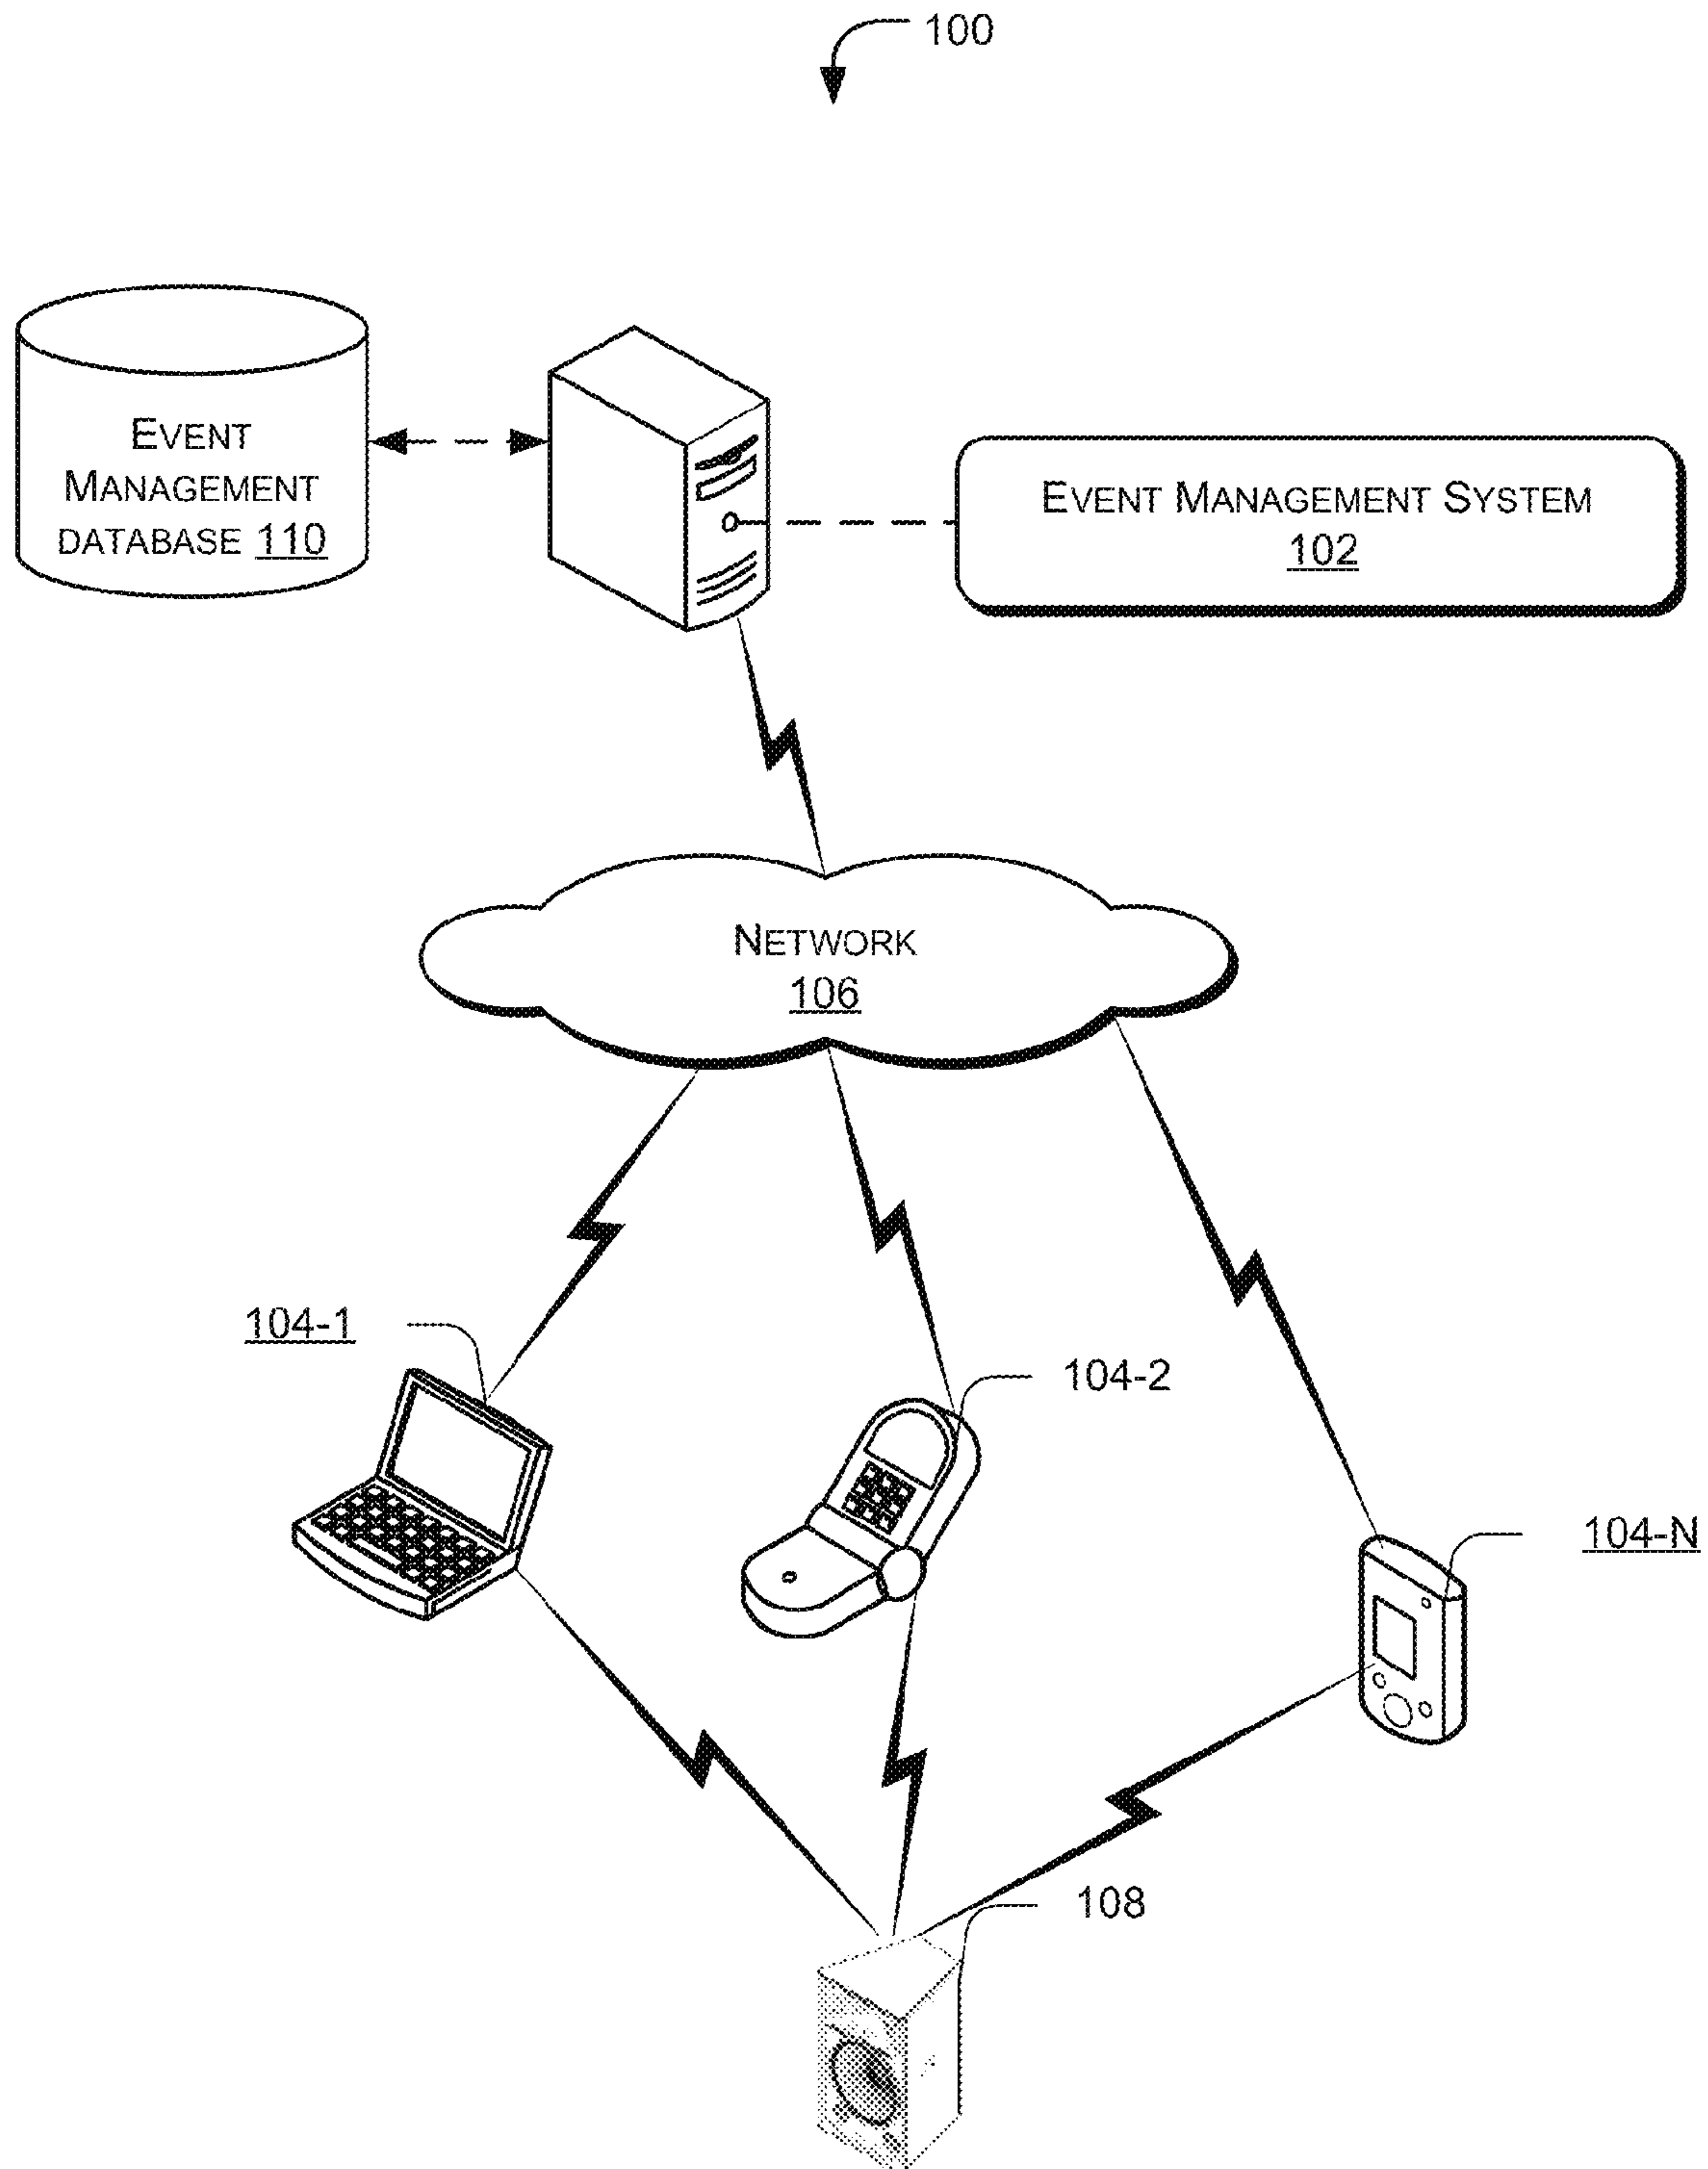 100
EVENT
MANAGEMENT
DATABASE 110
EVENT MANAGEMENT SYSTEM
102
NETWORK
106
104-1
104-2
104-N
108